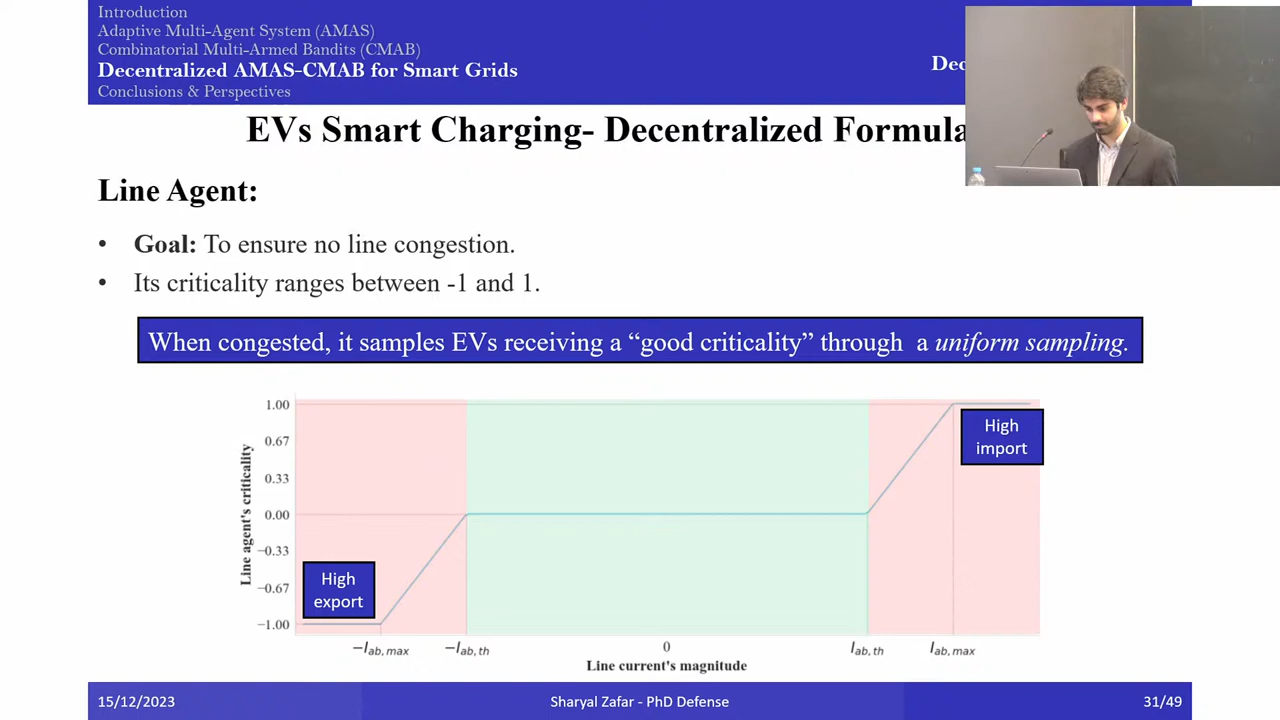 Introduction
Adaptive Multi-Agent System (AMAS)
Combinatorial Multi-Armed Bandits (CMAB)
Decentralized AMAS-CMAB for Smart Grids
Conclusions & Perspectives
EVs Smart Charging- Decentralized
Line Agent:
• Goal: To ensure no line congestion.
• Its criticality ranges between -1 and 1.
When congested, it samples EVs receiving a “good criticality” through a uniform sampling.
Line agent's criticality
1.00
0.67
0.33
0.00
−0.33
−0.67
−1.00
High
import
High
export
−I_ab,max
−I_ab,th
0
I_ab,th
I_ab,max
Line current's magnitude
15/12/2023
Sharyal Zafar - PhD Defense
31/49